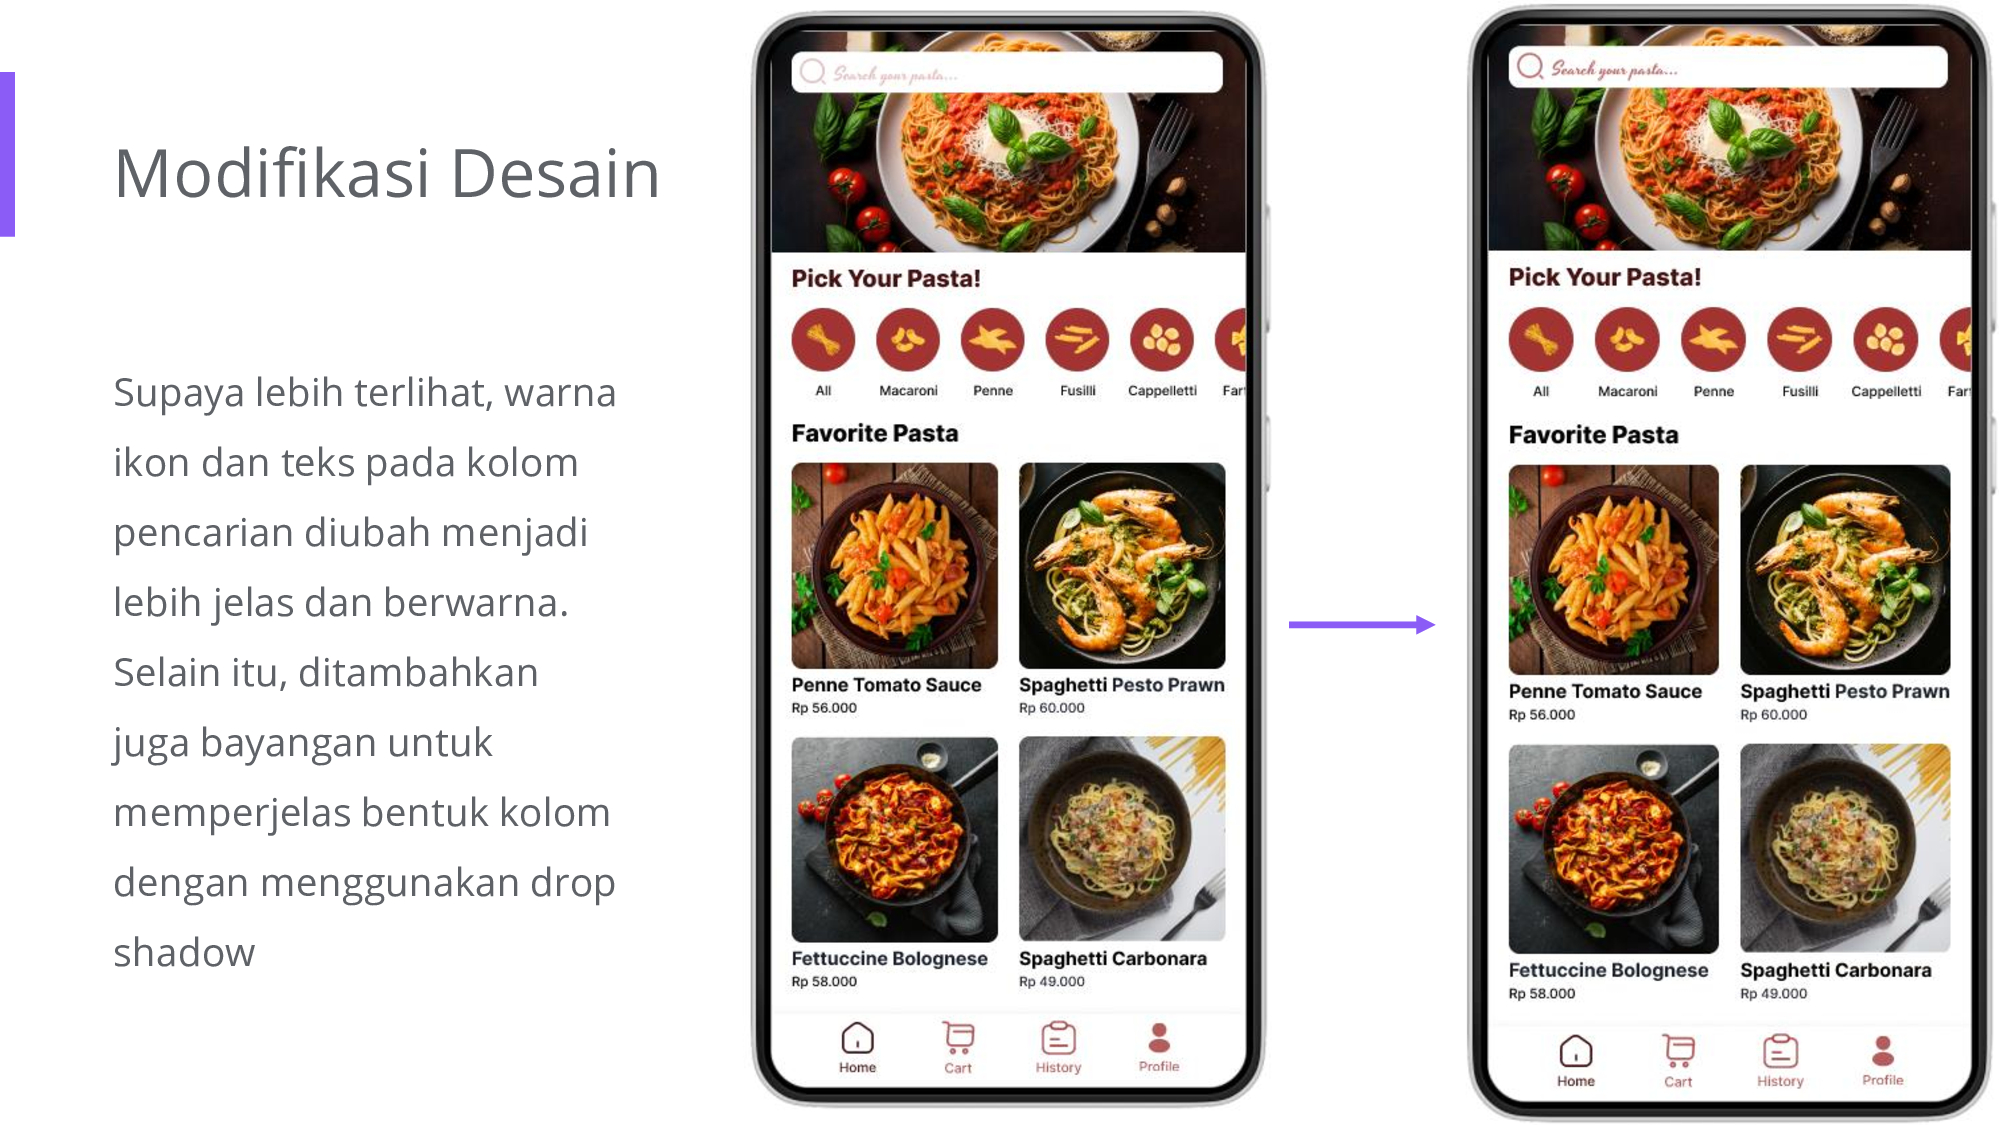 Modifikasi Desain
Supaya lebih terlihat, warna
ikon dan teks pada kolom
pencarian diubah menjadi
lebih jelas dan berwarna.
Selain itu, ditambahkan
juga bayangan untuk
memperjelas bentuk kolom
dengan menggunakan drop
shadow
Search your pasta...
Pick Your Pasta!
All Macaroni Penne Fusilli Cappelletti Far
Favorite Pasta
Penne Tomato Sauce Spaghetti Pesto Prawn
Rp 56.000 Rp 60.000
Fettuccine Bolognese Spaghetti Carbonara
Rp 58.000 Rp 49.000
Home Cart History Profile
Search your pasta...
Pick Your Pasta!
All Macaroni Penne Fusilli Cappelletti Far
Favorite Pasta
Penne Tomato Sauce Spaghetti Pesto Prawn
Rp 56.000 Rp 60.000
Fettuccine Bolognese Spaghetti Carbonara
Rp 58.000 Rp 49.000
Home Cart History Profile